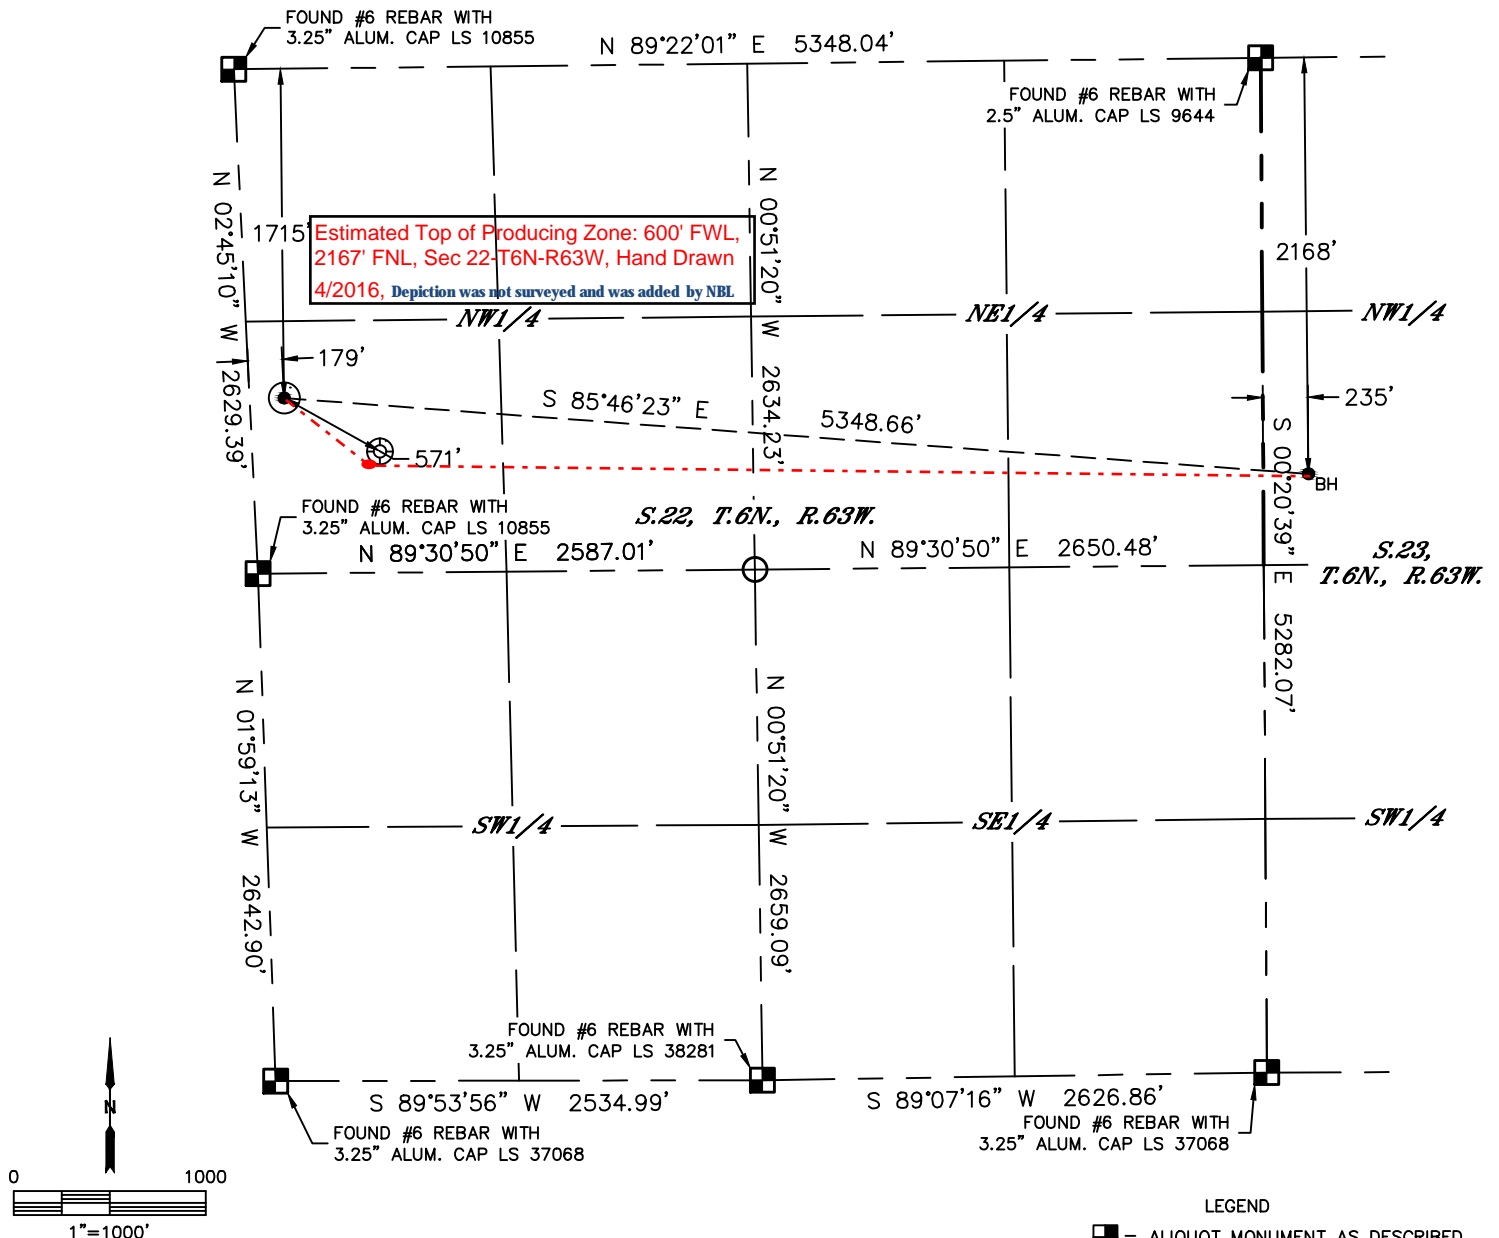 FOUND #6 REBAR WITH
3.25" ALUM. CAP LS 10855
N 89°22'01" E 5348.04'
FOUND #6 REBAR WITH
2.5" ALUM. CAP LS 9644
N 02°45'10" W 2629.39'
1715'
Estimated Top of Producing Zone: 600' FWL,
2167' FNL, Sec 22-T6N-R63W, Hand Drawn
4/2016, Depiction was not surveyed and was added by NBL
N 00°51'20" W 2634.23'
2168'
NW1/4
NE1/4
NW1/4
179'
S 85°46'23" E 5348.66'
235'
571'
BH
S 00°20'39" E 5282.07'
FOUND #6 REBAR WITH
3.25" ALUM. CAP LS 10855
S.22, T.6N., R.63W.
N 89°30'50" E 2587.01'
N 89°30'50" E 2650.48'
S.23,
T.6N., R.63W.
N 01°59'13" W 2642.90'
N 00°51'20" W 2659.09'
SW1/4
SE1/4
SW1/4
FOUND #6 REBAR WITH
3.25" ALUM. CAP LS 38281
S 89°53'56" W 2534.99'
S 89°07'16" W 2626.86'
FOUND #6 REBAR WITH
3.25" ALUM. CAP LS 37068
FOUND #6 REBAR WITH
3.25" ALUM. CAP LS 37068
N
0 1000
1"=1000'
LEGEND
– ALIQUOT MONUMENT AS DESCRIBED